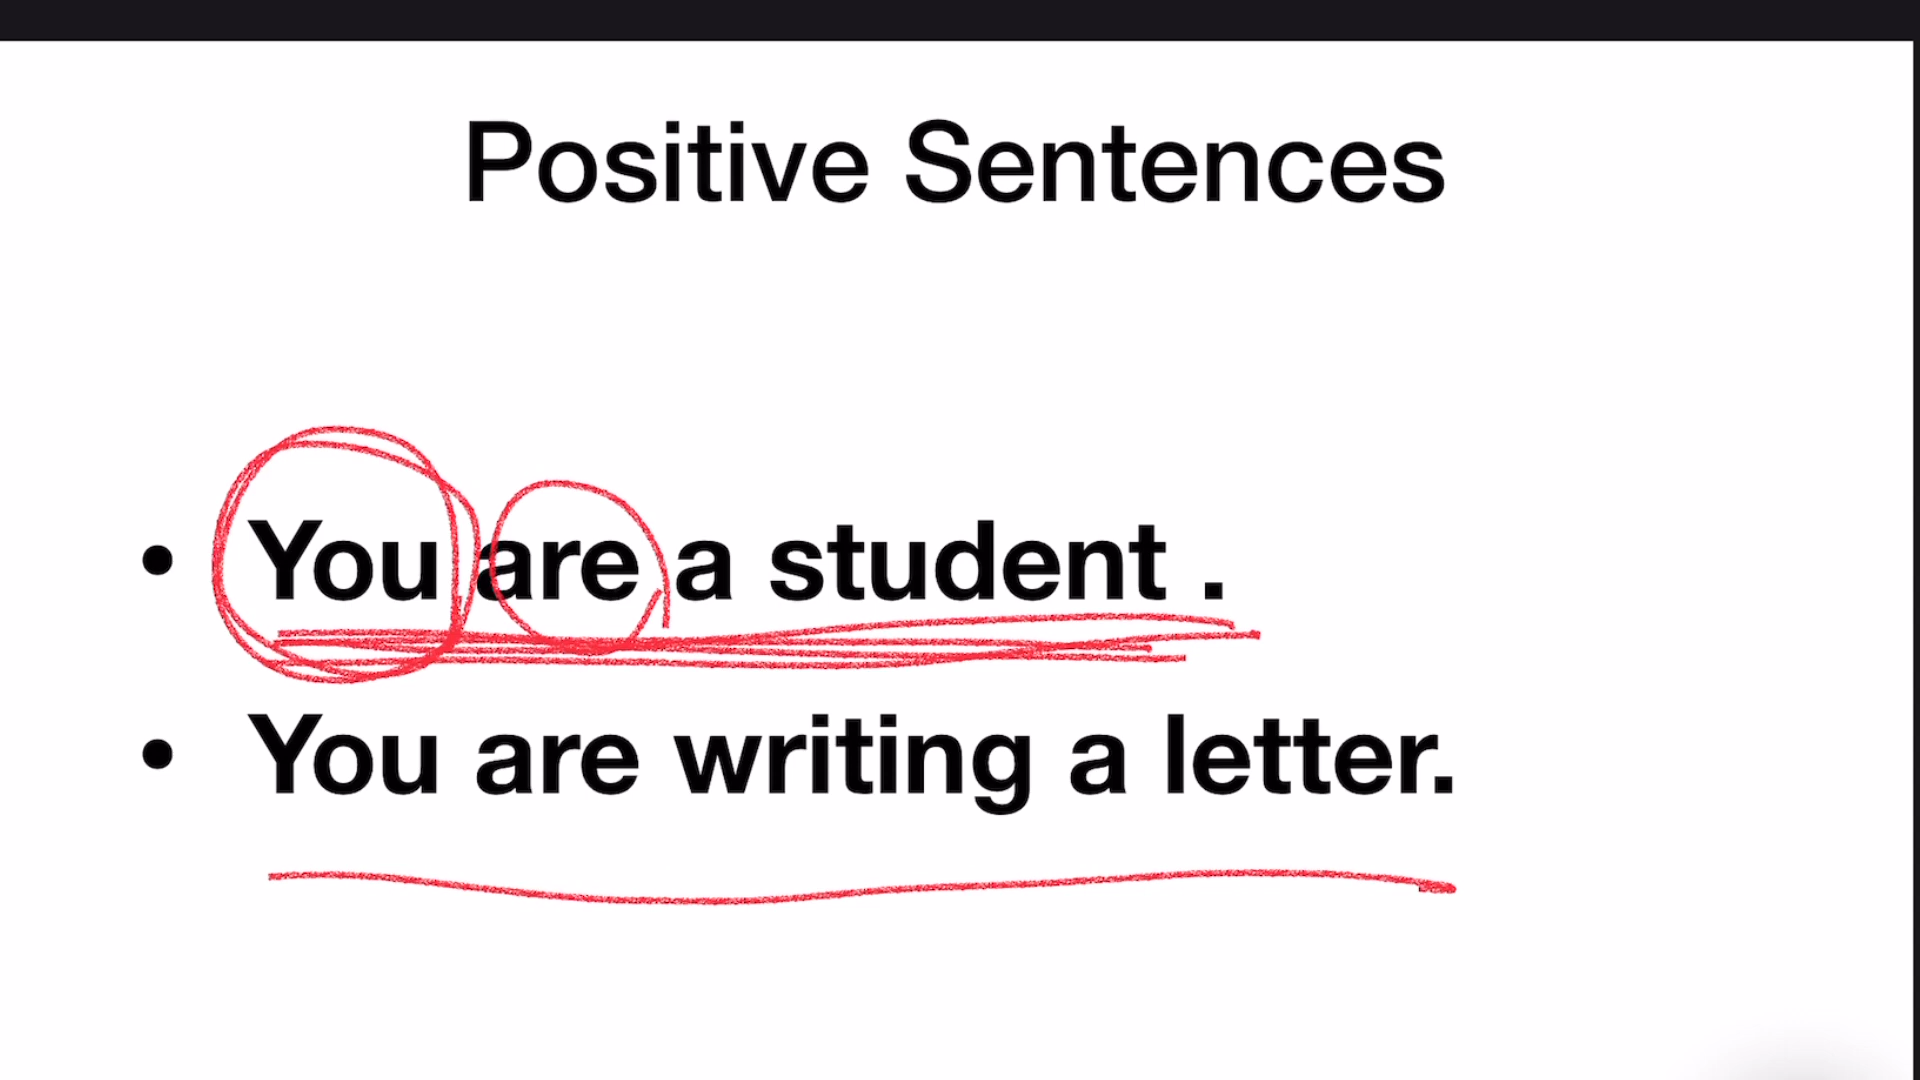 Positive Sentences
• You are a student .
• You are writing a letter.